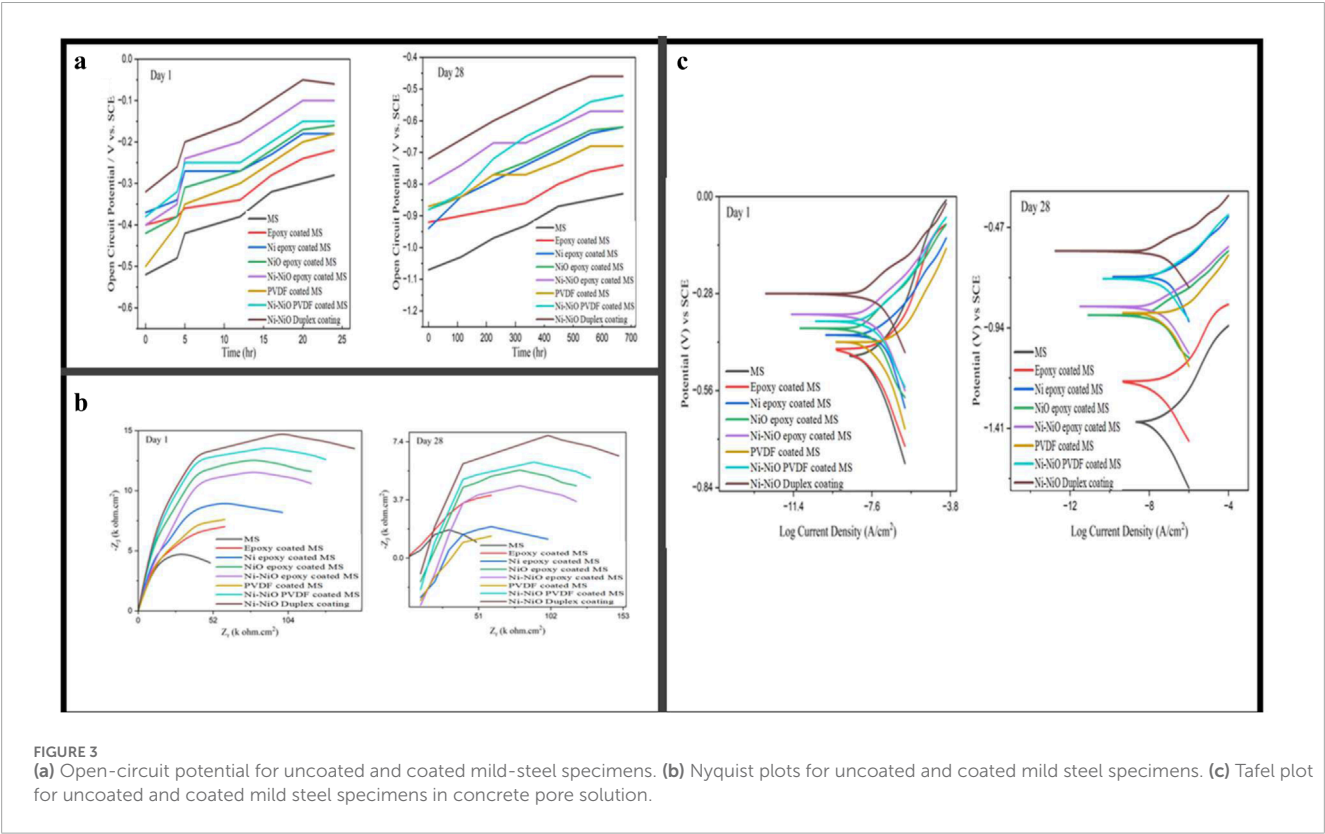 a
Day 1
Open Circuit Potential / V vs. SCE
0.0
−0.1
−0.2
−0.3
−0.4
−0.5
−0.6
0
5
10
15
20
25
Time (hr)
MS
Epoxy coated MS
Ni epoxy coated MS
NiO epoxy coated MS
Ni-NiO epoxy coated MS
PVDF coated MS
Ni-NiO PVDF coated MS
Ni-NiO Duplex coating
Day 28
Open Circuit Potential / V vs. SCE
−0.4
−0.5
−0.6
−0.7
−0.8
−0.9
−1.0
−1.1
−1.2
0
100
200
300
400
500
600
700
Time (hr)
MS
Epoxy coated MS
Ni epoxy coated MS
NiO epoxy coated MS
Ni-NiO epoxy coated MS
PVDF coated MS
Ni-NiO PVDF coated MS
Ni-NiO Duplex coating
b
Day 1
15
10
5
0
0
52
104
Zᵣ (k ohm.cm²)
MS
Epoxy coated MS
Ni epoxy coated MS
NiO epoxy coated MS
Ni-NiO epoxy coated MS
PVDF coated MS
Ni-NiO PVDF coated MS
Ni-NiO Duplex coating
Day 28
7.4
3.7
0.0
51
102
153
Zᵣ (k ohm.cm²)
MS
Epoxy coated MS
Ni epoxy coated MS
NiO epoxy coated MS
Ni-NiO epoxy coated MS
PVDF coated MS
Ni-NiO PVDF coated MS
Ni-NiO Duplex coating
c
Day 1
Potential (V) vs SCE
0.00
−0.28
−0.56
−0.84
−11.4
−7.6
−3.8
Log Current Density (A/cm²)
MS
Epoxy coated MS
Ni epoxy coated MS
NiO epoxy coated MS
Ni-NiO epoxy coated MS
PVDF coated MS
Ni-NiO PVDF coated MS
Ni-NiO Duplex coating
Day 28
Potential (V) vs SCE
−0.47
−0.94
−1.41
−12
−8
−4
Log Current Density (A/cm²)
MS
Epoxy coated MS
Ni epoxy coated MS
NiO epoxy coated MS
Ni-NiO epoxy coated MS
PVDF coated MS
Ni-NiO PVDF coated MS
Ni-NiO Duplex coating
FIGURE 3
(a) Open-circuit potential for uncoated and coated mild-steel specimens. (b) Nyquist plots for uncoated and coated mild steel specimens. (c) Tafel plot
for uncoated and coated mild steel specimens in concrete pore solution.